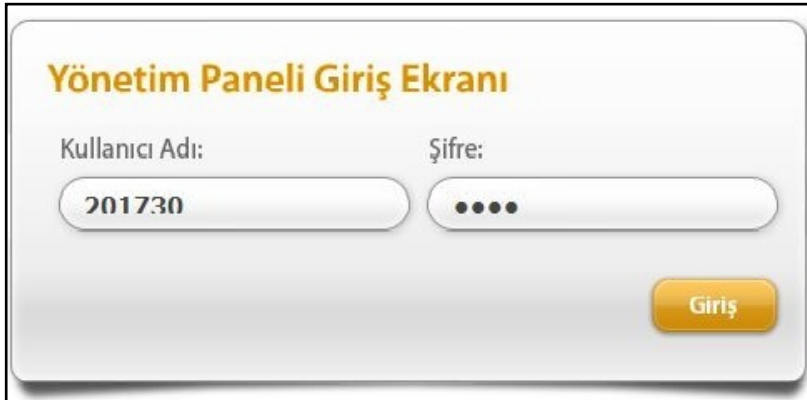 Yönetim Paneli Giriş Ekranı
Kullanıcı Adı: Şifre:
201730 ●●●●
Giriş